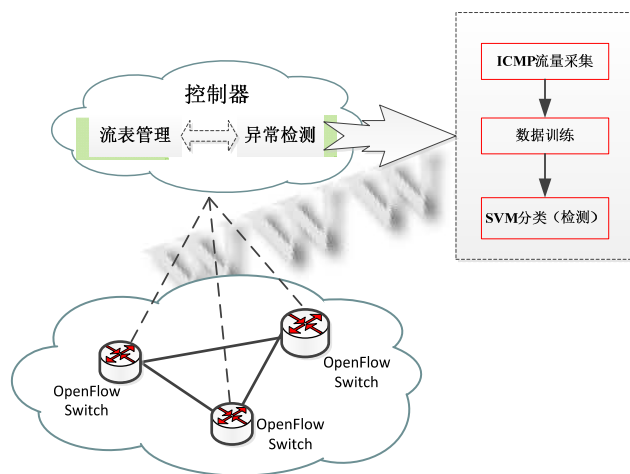 控制器
流表管理
异常检测
ICMP流量采集
数据训练
SVM分类（检测）
WWW
OpenFlow
Switch
OpenFlow
Switch
OpenFlow
Switch